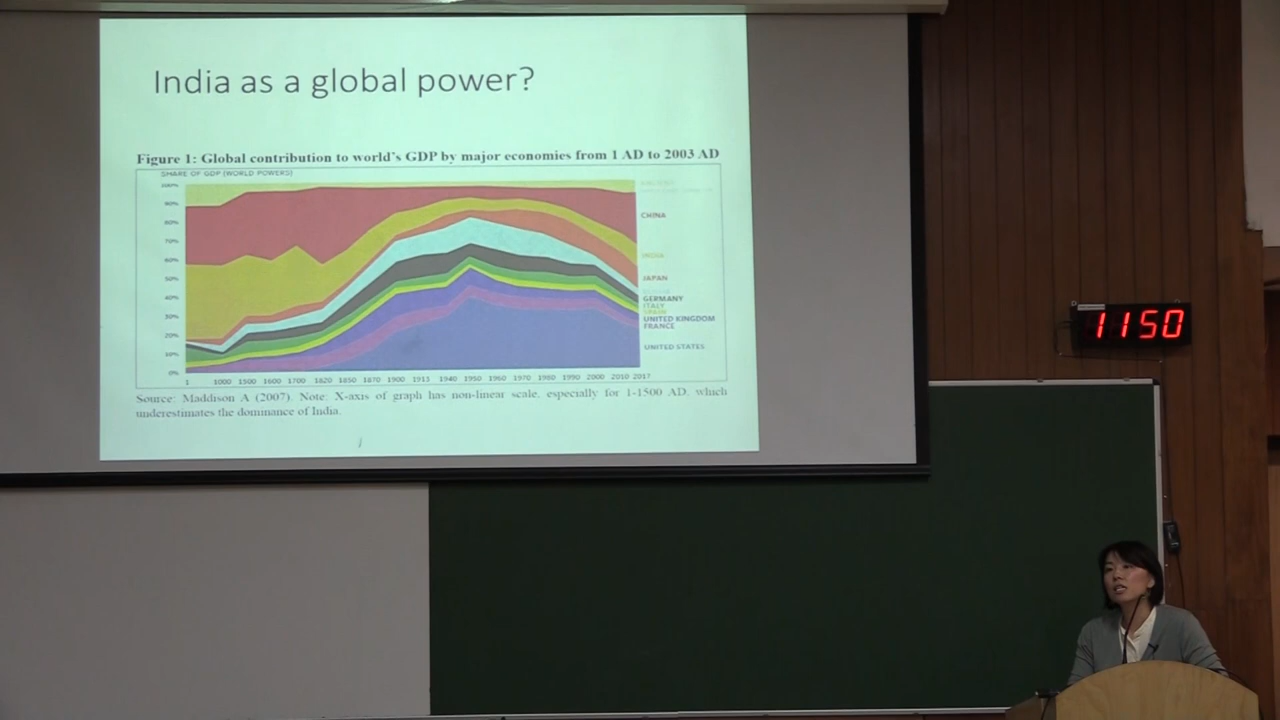 India as a global power?
Figure 1: Global contribution to world's GDP by major economies from 1 AD to 2003 AD
SHARE OF GDP (WORLD POWERS)
100%
90%
80%
70%
60%
50%
40%
30%
20%
10%
0%
CHINA
INDIA
JAPAN
GERMANY
ITALY
SPAIN
UNITED KINGDOM
FRANCE
UNITED STATES
1 1000 1500 1600 1700 1820 1850 1870 1900 1913 1940 1950 1960 1970 1980 1990 2000 2010 2017
Source: Maddison A (2007). Note: X-axis of graph has non-linear scale, especially for 1-1500 AD, which
underestimates the dominance of India.
1150